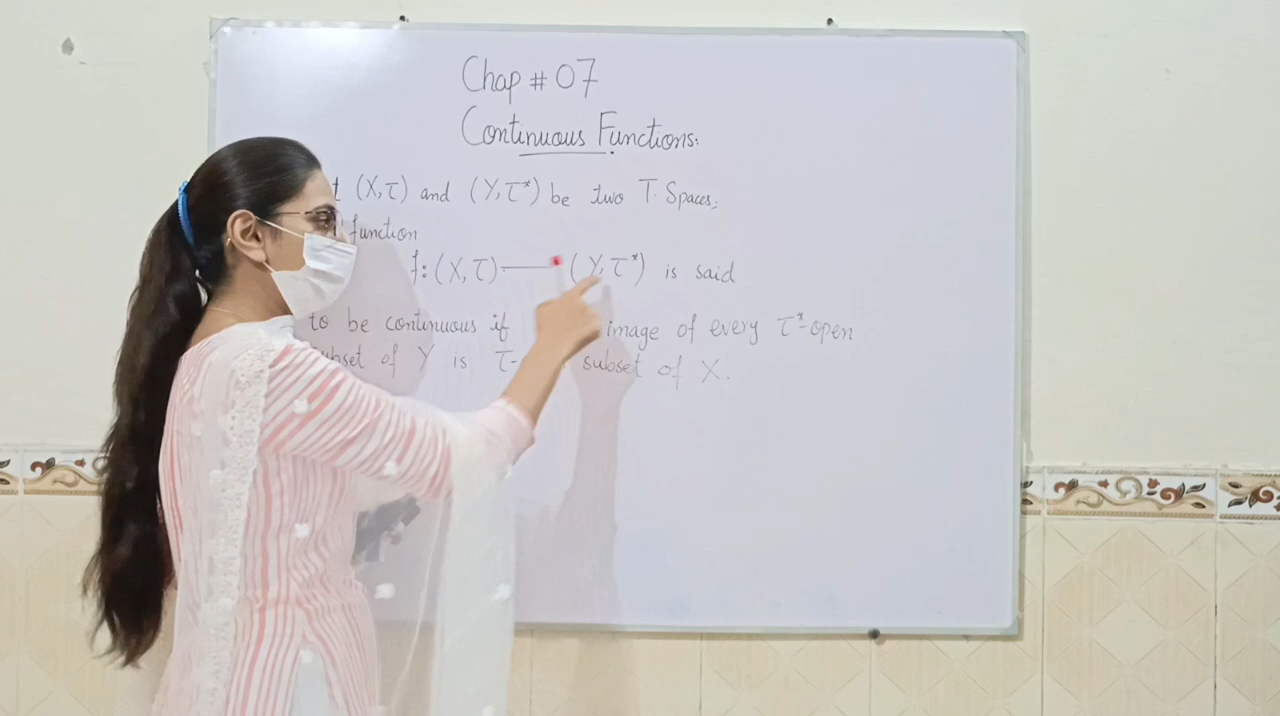 Chap # 07
Continuous Functions:
(X, τ) and (Y, τ*) be two T. Spaces;
function
f: (X, τ) (Y, τ*) is said
to be continuous if image of every τ*-open
subset of Y is subset of X.